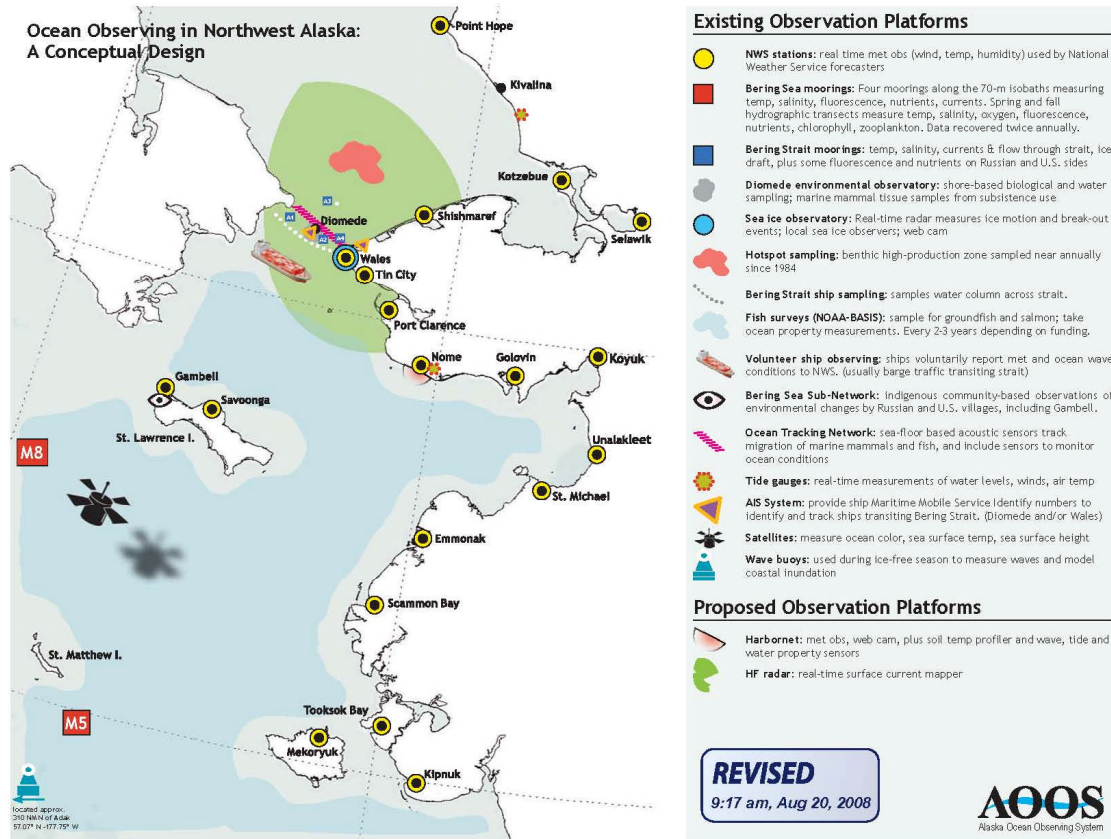 Ocean Observing in Northwest Alaska:
A Conceptual Design
Point Hope
Kivalina
Kotzebue
Selawik
Shishmaref
A3
A1
Diomede
A2
A4
Wales
Tin City
Port Clarence
Nome
Golovin
Koyuk
Gambell
Savoonga
St. Lawrence I.
Unalakleet
M8
St. Michael
Emmonak
Scammon Bay
St. Matthew I.
M5
Tooksok Bay
Mekoryuk
Kipnuk
located approx.
310 NMN of Adak
57.07° N -177.75° W
Existing Observation Platforms
NWS stations: real time met obs (wind, temp, humidity) used by National
Weather Service forecasters
Bering Sea moorings: Four moorings along the 70-m isobaths measuring
temp, salinity, fluorescence, nutrients, currents. Spring and fall
hydrographic transects measure temp, salinity, oxygen, fluorescence,
nutrients, chlorophyll, zooplankton. Data recovered twice annually.
Bering Strait moorings: temp, salinity, currents & flow through strait, ice
draft, plus some fluorescence and nutrients on Russian and U.S. sides
Diomede environmental observatory: shore-based biological and water
sampling; marine mammal tissue samples from subsistence use
Sea ice observatory: Real-time radar measures ice motion and break-out
events; local sea ice observers; web cam
Hotspot sampling: benthic high-production zone sampled near annually
since 1984
Bering Strait ship sampling: samples water column across strait.
Fish surveys (NOAA-BASIS): sample for groundfish and salmon; take
ocean property measurements. Every 2-3 years depending on funding.
Volunteer ship observing: ships voluntarily report met and ocean wave
conditions to NWS. (usually barge traffic transiting strait)
Bering Sea Sub-Network: indigenous community-based observations of
environmental changes by Russian and U.S. villages, including Gambell.
Ocean Tracking Network: sea-floor based acoustic sensors track
migration of marine mammals and fish, and include sensors to monitor
ocean conditions
Tide gauges: real-time measurements of water levels, winds, air temp
AIS System: provide ship Maritime Mobile Service Identify numbers to
identify and track ships transiting Bering Strait. (Diomede and/or Wales)
Satellites: measure ocean color, sea surface temp, sea surface height
Wave buoys: used during ice-free season to measure waves and model
coastal inundation
Proposed Observation Platforms
Harbornet: met obs, web cam, plus soil temp profiler and wave, tide and
water property sensors
HF radar: real-time surface current mapper
REVISED
9:17 am, Aug 20, 2008
AOOS
Alaska Ocean Observing System